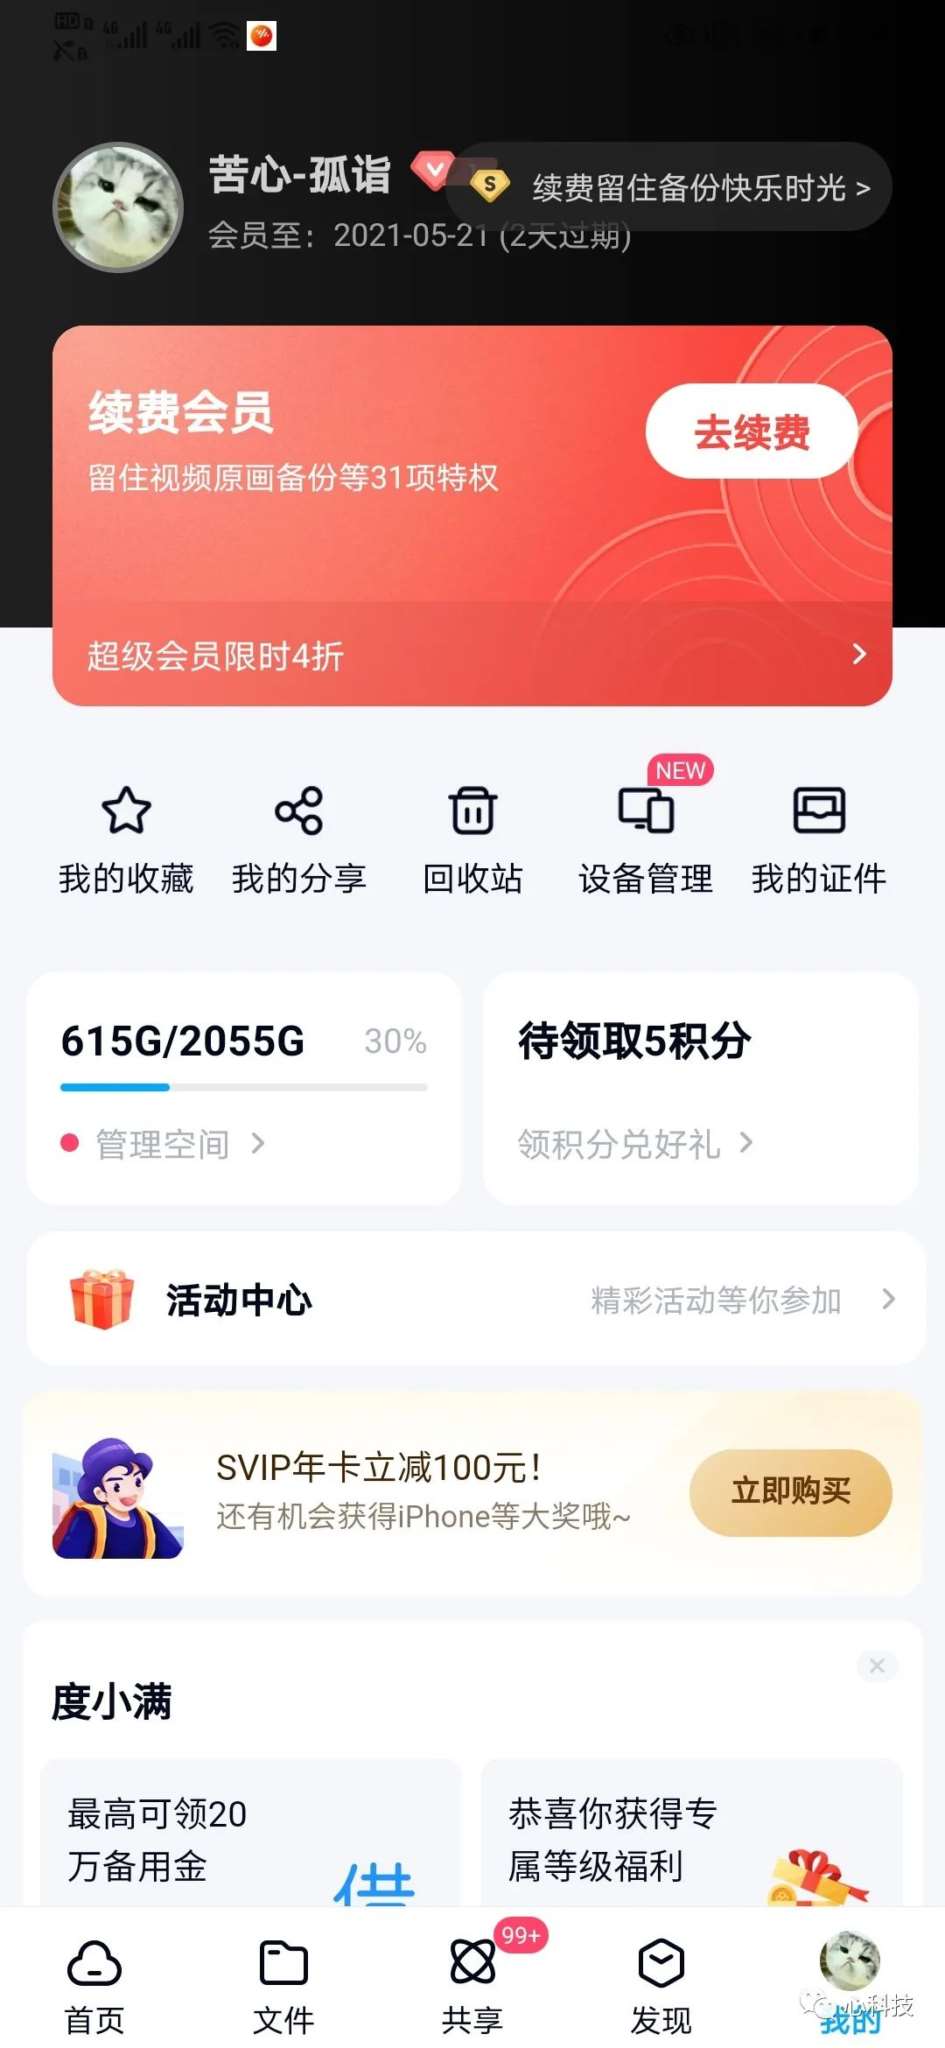 HD 4G 4G
苦心-孤诣
续费留住备份快乐时光 >
会员至：2021-05-21 (2天过期)
续费会员
去续费
留住视频原画备份等31项特权
超级会员限时4折
NEW
我的收藏
我的分享
回收站
设备管理
我的证件
615G/2055G 30%
管理空间
待领取5积分
领积分兑好礼
活动中心
精彩活动等你参加
SVIP年卡立减100元！
还有机会获得iPhone等大奖哦~
立即购买
度小满
最高可领20
万备用金
借
恭喜你获得专
属等级福利
99+
首页
文件
共享
发现
我的
心科技